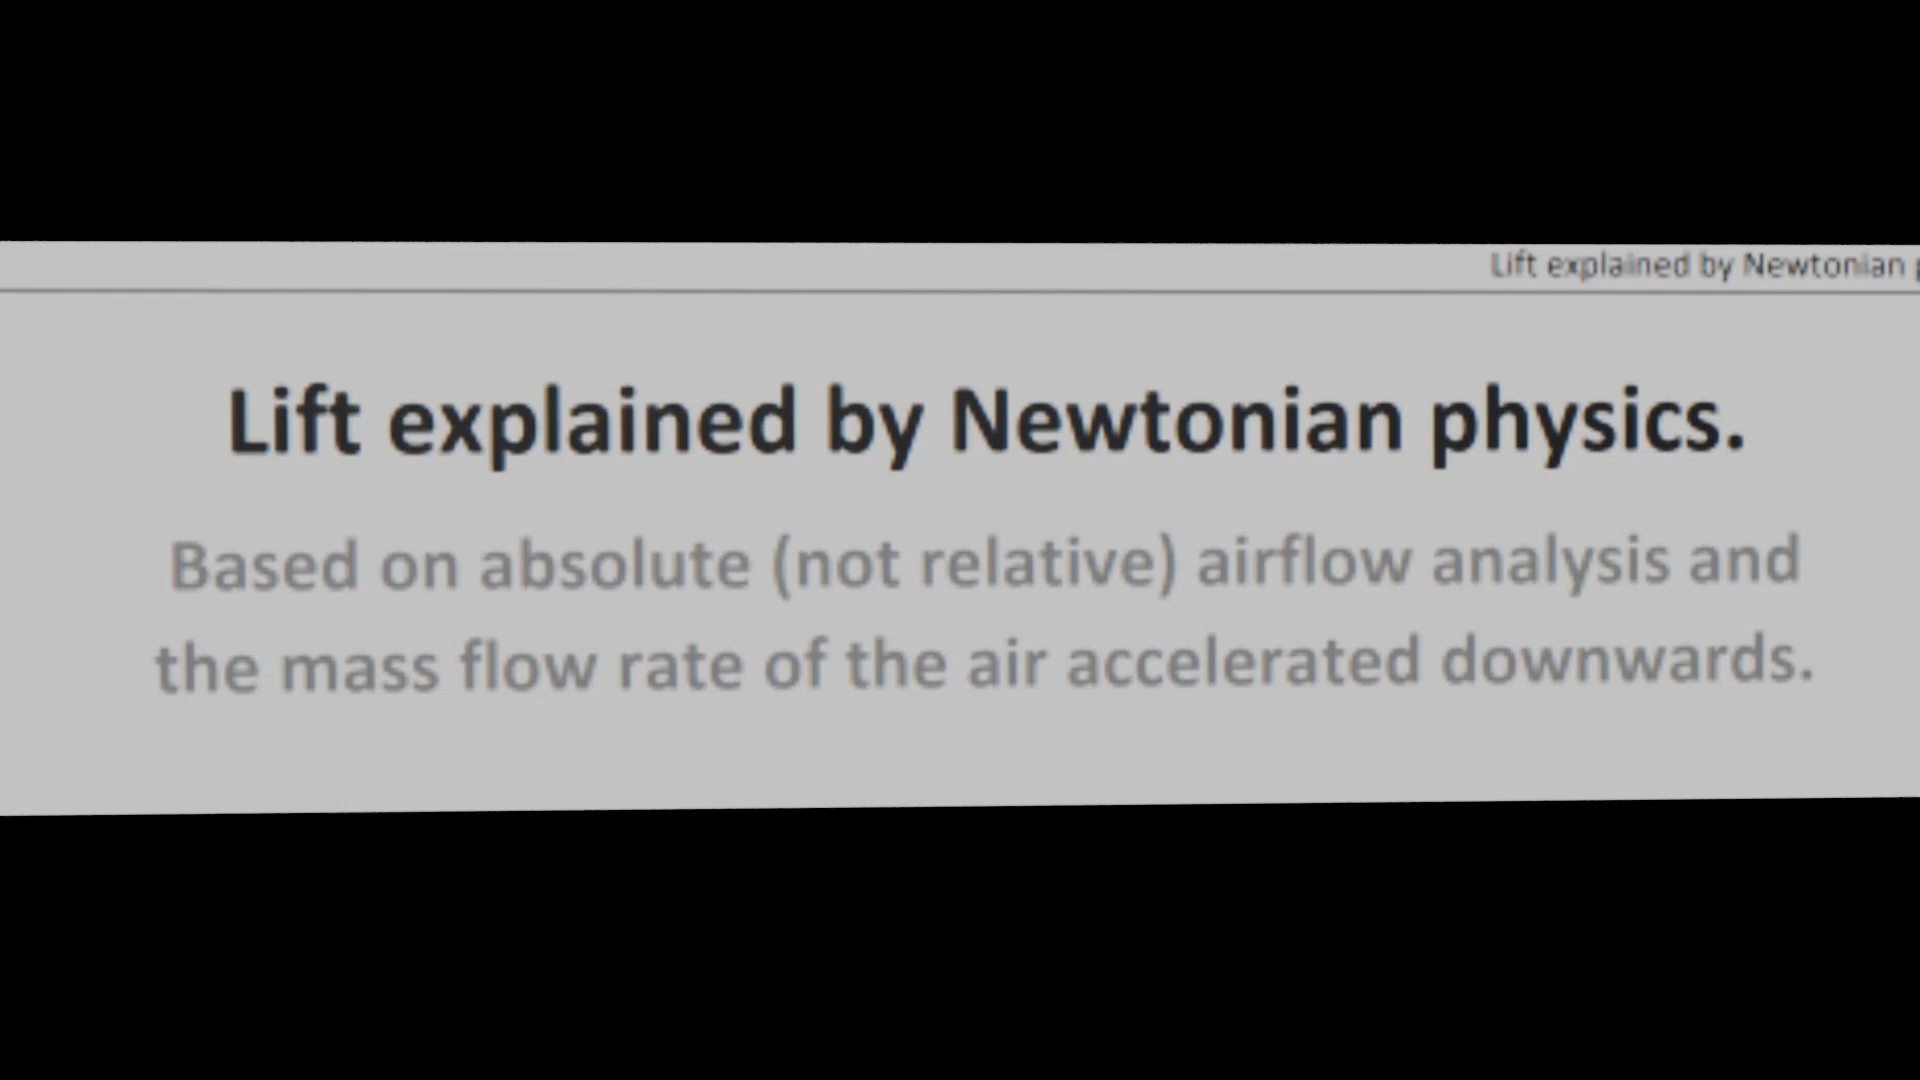 Lift explained by Newtonian
Lift explained by Newtonian physics.
Based on absolute (not relative) airflow analysis and
the mass flow rate of the air accelerated downwards.